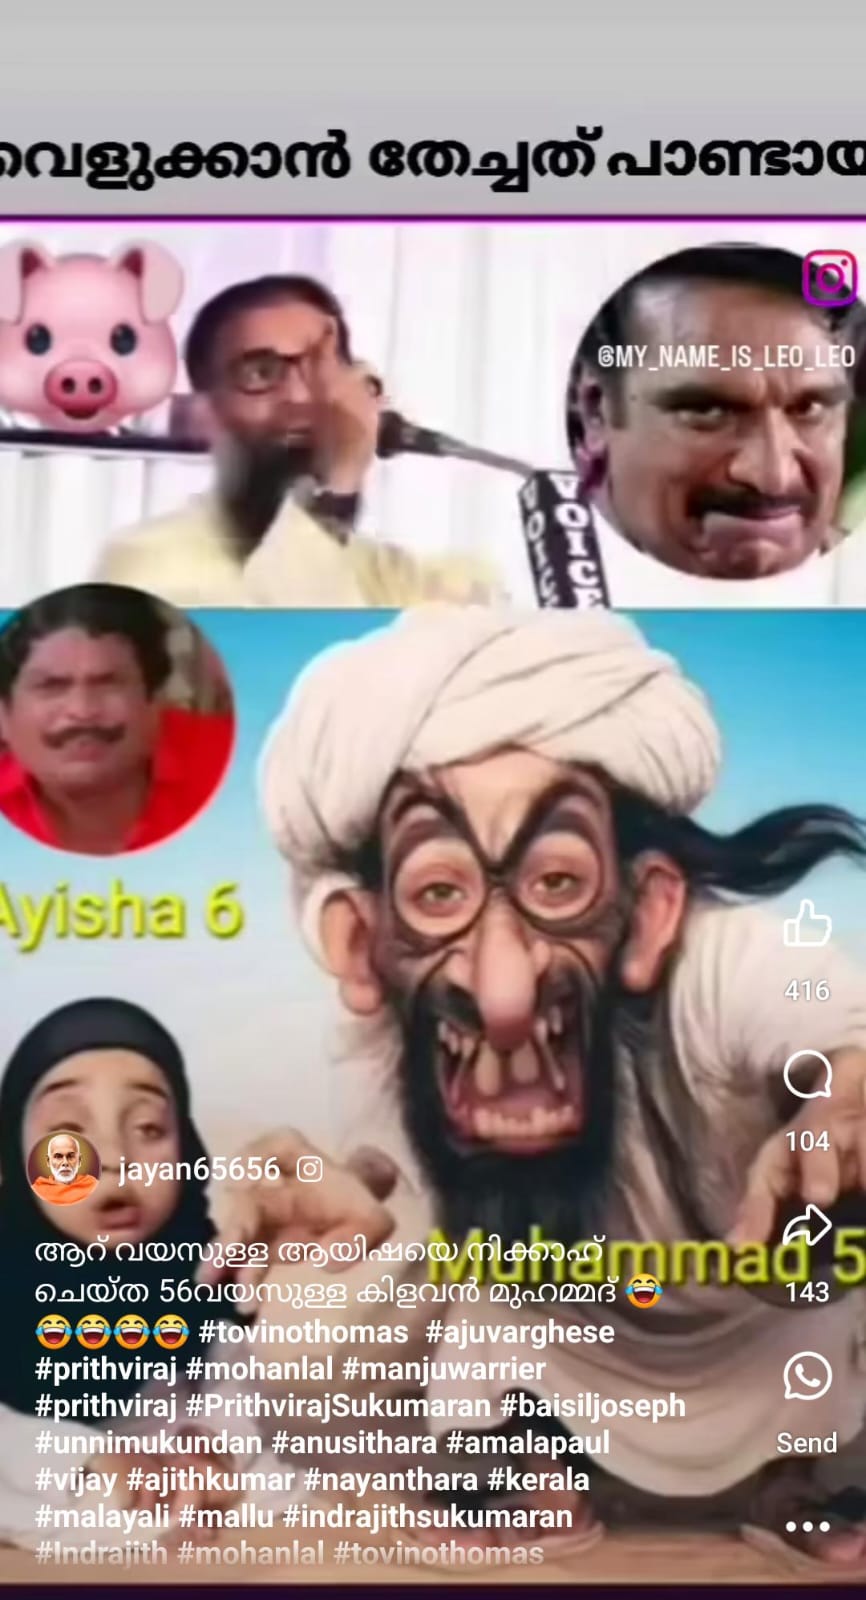 വെളുക്കാൻ തേച്ചത് പാണ്ടായ
@MY_NAME_IS_LEO_LEO
VOICE
VOICE
Ayisha 6
416
104
jayan65656
Muhammad 5
143
ആറ് വയസുള്ള ആയിഷയെ നിക്കാഹ്
ചെയ്ത 56വയസുള്ള കിളവൻ മുഹമ്മദ് 😂
😂😂😂😂 #tovinothomas #ajuvarghese
#prithviraj #mohanlal #manjuwarrier
#prithviraj #PrithvirajSukumaran #baisiljoseph
#unnimukundan #anusithara #amalapaul
Send
#vijay #ajithkumar #nayanthara #kerala
#malayali #mallu #indrajithsukumaran
#Indrajith #mohanlal #tovinothomas